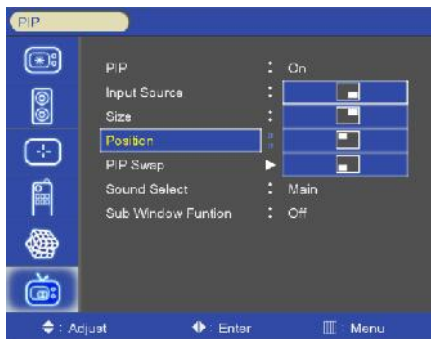 PIP
PIP : On
Input Source :
Size :
Position :
PIP Swap
Sound Select : Main
Sub Window Funtion : Off
: Adjust : Enter : Menu